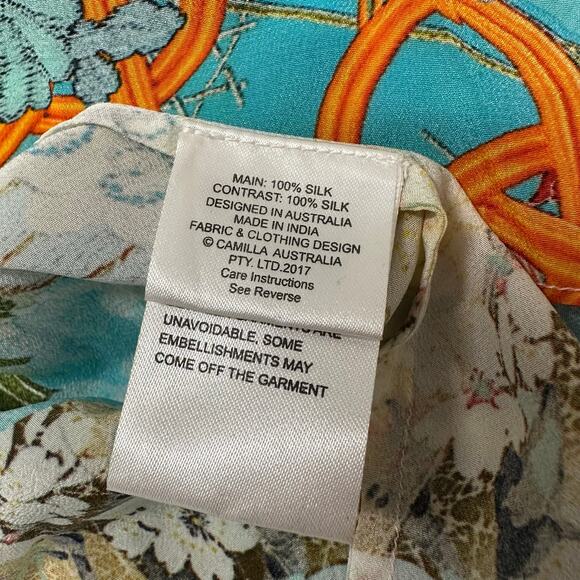 MAIN: 100% SILK
CONTRAST: 100% SILK
DESIGNED IN AUSTRALIA
MADE IN INDIA
FABRIC & CLOTHING DESIGN
© CAMILLA AUSTRALIA
PTY. LTD.2017
Care Instructions
See Reverse
UNAVOIDABLE, SOME
EMBELLISHMENTS MAY
COME OFF THE GARMENT